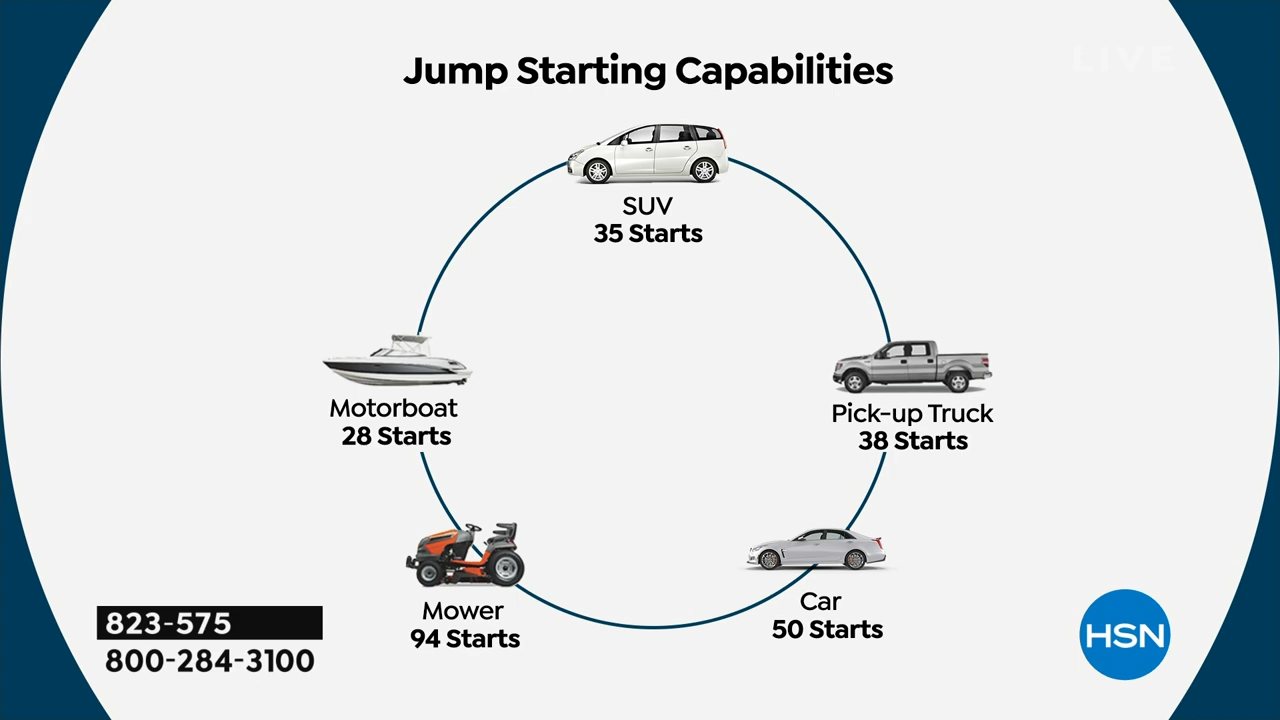 Jump Starting Capabilities
LIVE
SUV
35 Starts
Motorboat
28 Starts
Pick-up Truck
38 Starts
Mower
94 Starts
Car
50 Starts
823-575
800-284-3100
HSN